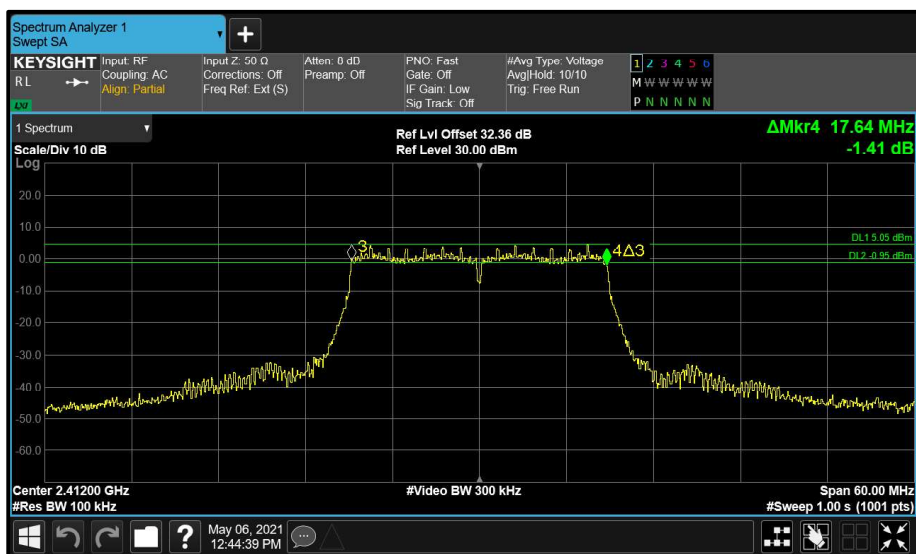 Spectrum Analyzer 1
Swept SA
+
KEYSIGHT
RL
LXI
Input: RF
Coupling: AC
Align: Partial
Input Z: 50 Ω
Corrections: Off
Freq Ref: Ext (S)
Atten: 0 dB
Preamp: Off
PNO: Fast
Gate: Off
IF Gain: Low
Sig Track: Off
#Avg Type: Voltage
Avg|Hold: 10/10
Trig: Free Run
1 2 3 4 5 6
M W W W W W
P N N N N N
1 Spectrum
Scale/Div 10 dB
Log
Ref Lvl Offset 32.36 dB
Ref Level 30.00 dBm
ΔMkr4 17.64 MHz
-1.41 dB
20.0
10.0
0.00
-10.0
-20.0
-30.0
-40.0
-50.0
-60.0
3
4Δ3
DL1 5.05 dBm
DL2 -0.95 dBm
Center 2.41200 GHz
#Res BW 100 kHz
#Video BW 300 kHz
Span 60.00 MHz
#Sweep 1.00 s (1001 pts)
?
May 06, 2021
12:44:39 PM